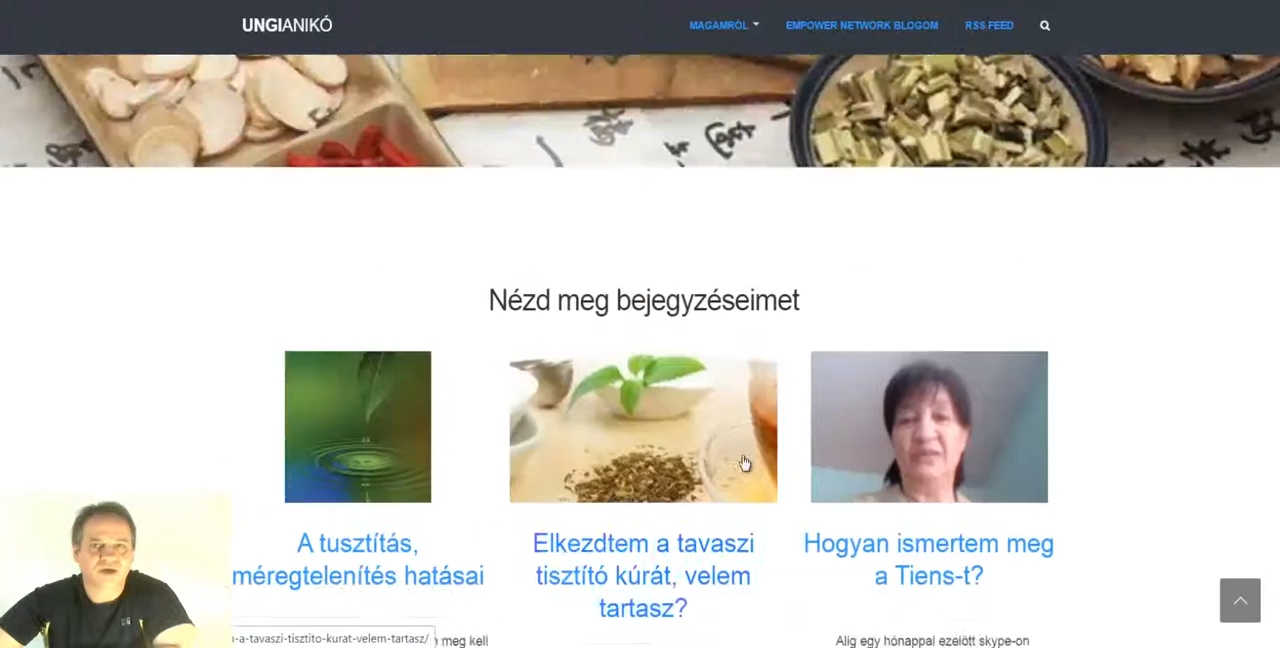 UNGIANIKÓ
MAGAMRÓL
EMPOWER NETWORK BLOGOM
RSS FEED
Nézd meg bejegyzéseimet
A tusztítás,
méregtelenítés hatásai
Elkezdtem a tavaszi
tisztító kúrát, velem
tartasz?
Hogyan ismertem meg
a Tiens-t?
-a-tavaszi-tisztito-kurat-velem-tartasz/
meg kell
Alig egy hónappal ezelött skype-on